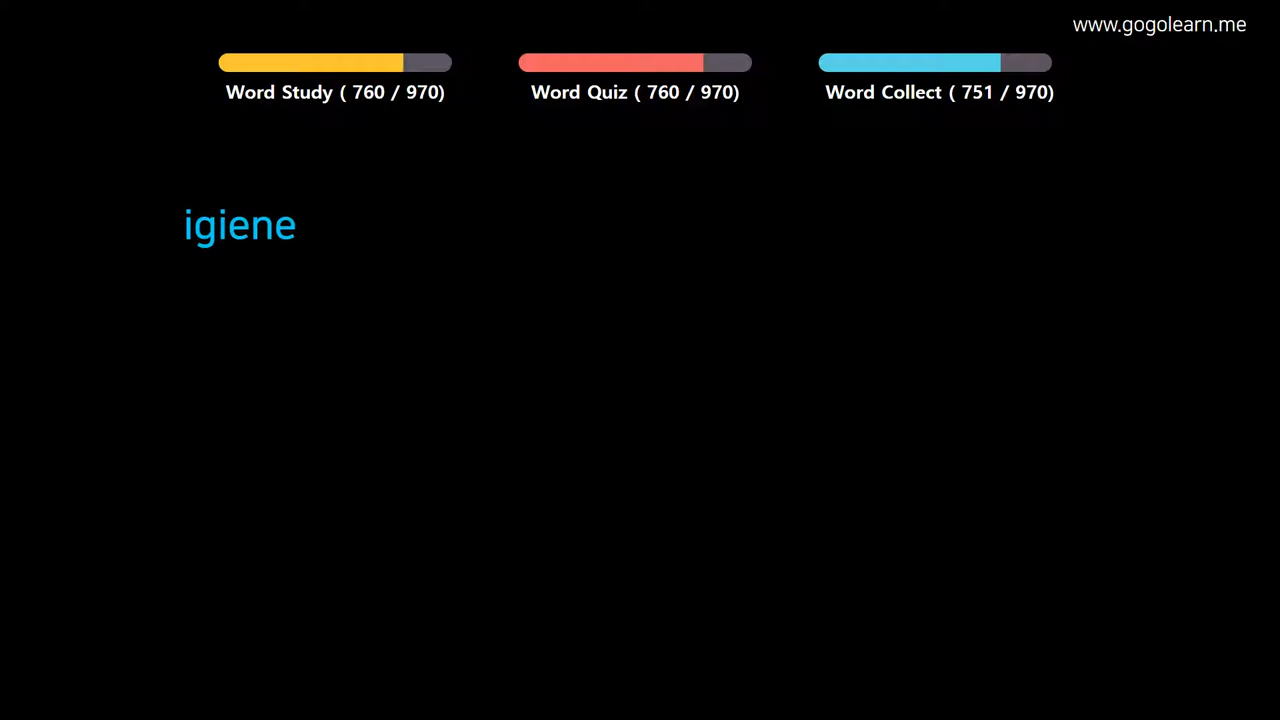 www.gogolearn.me
Word Study ( 760 / 970)
Word Quiz ( 760 / 970)
Word Collect ( 751 / 970)
igiene